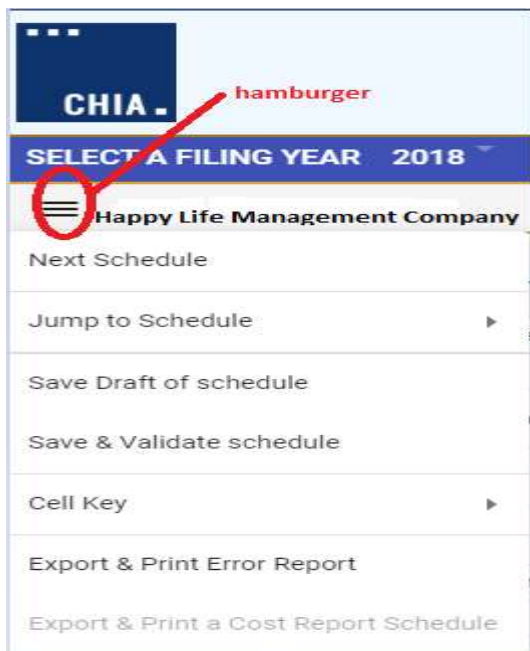 CHIA.
hamburger
SELECT A FILING YEAR 2018
Happy Life Management Company
Next Schedule
Jump to Schedule
Save Draft of schedule
Save & Validate schedule
Cell Key
Export & Print Error Report
Export & Print a Cost Report Schedule